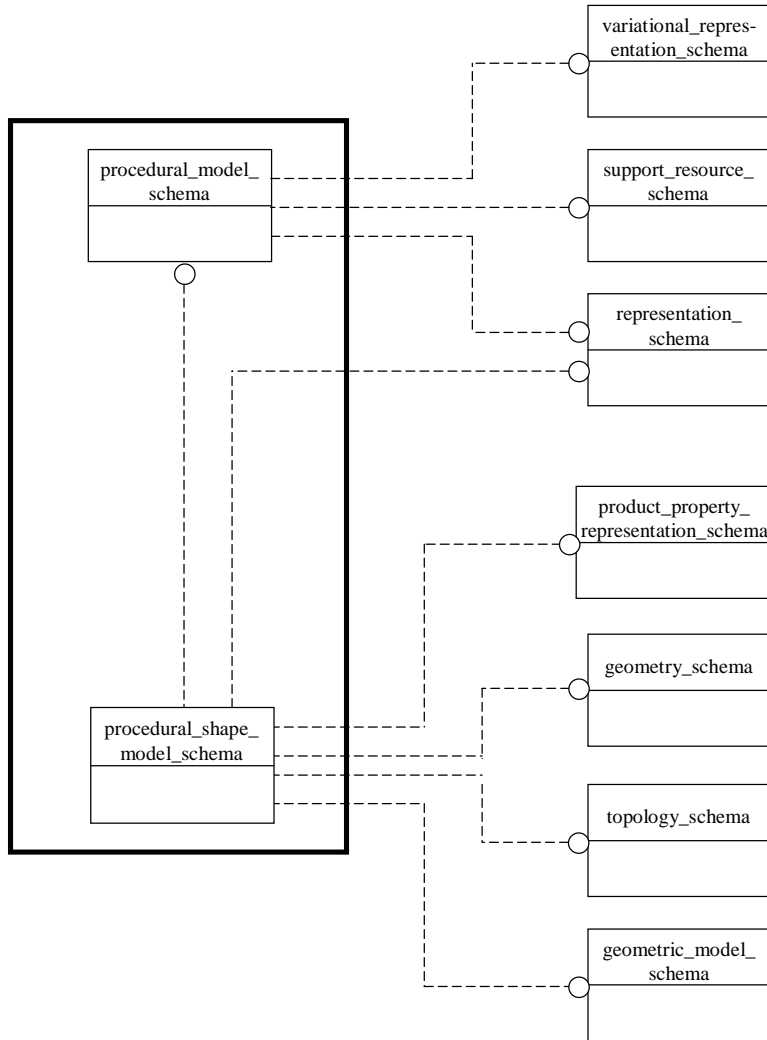 variational_repres-
entation_schema
procedural_model_
schema
support_resource_
schema
representation_
schema
product_property_
representation_schema
geometry_schema
procedural_shape_
model_schema
topology_schema
geometric_model_
schema